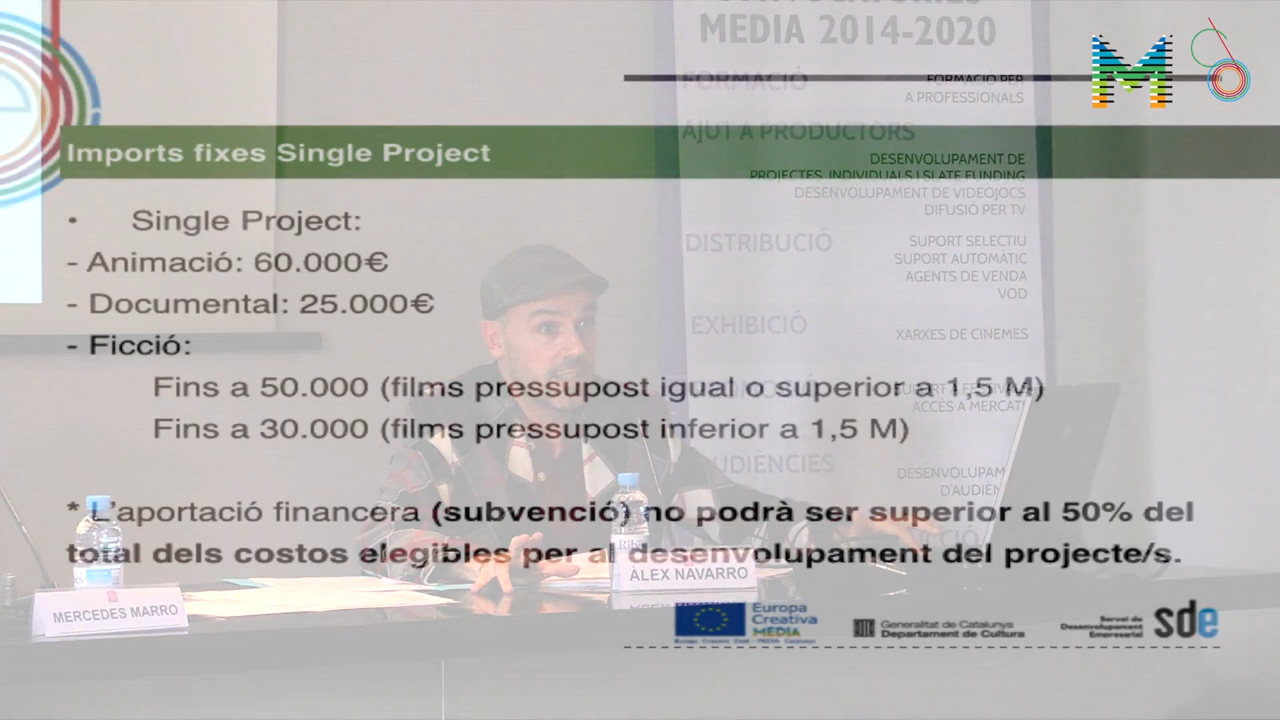 MEDIA 2014-2020
FORMACIÓ
FORMACIÓ PER
A PROFESSIONALS
AJUT A PRODUCTORS
DESENVOLUPAMENT DE
PROJECTES, INDIVIDUALS I SLATE FUNDING
DESENVOLUPAMENT DE VIDEOJOCS
DIFUSIÓ PER TV
DISTRIBUCIÓ
SUPORT SELECTIU
SUPORT AUTOMÀTIC
AGENTS DE VENDA
VOD
EXHIBICIÓ
XARXES DE CINEMES
ACCÉS A MERCATS
AUDIÈNCIES
Imports fixes Single Project
• Single Project:
- Animació: 60.000€
- Documental: 25.000€
- Ficció:
Fins a 50.000 (films pressupost igual o superior a 1,5 M)
Fins a 30.000 (films pressupost inferior a 1,5 M)
* L'aportació financera (subvenció) no podrà ser superior al 50% del
total dels costos elegibles per al desenvolupament del projecte/s.
MERCEDES MARRO
ÀLEX NAVARRO
Europa
Creativa
MEDIA
Generalitat de Catalunya
Departament de Cultura
Servei de
Desenvolupament
Empresarial
sde